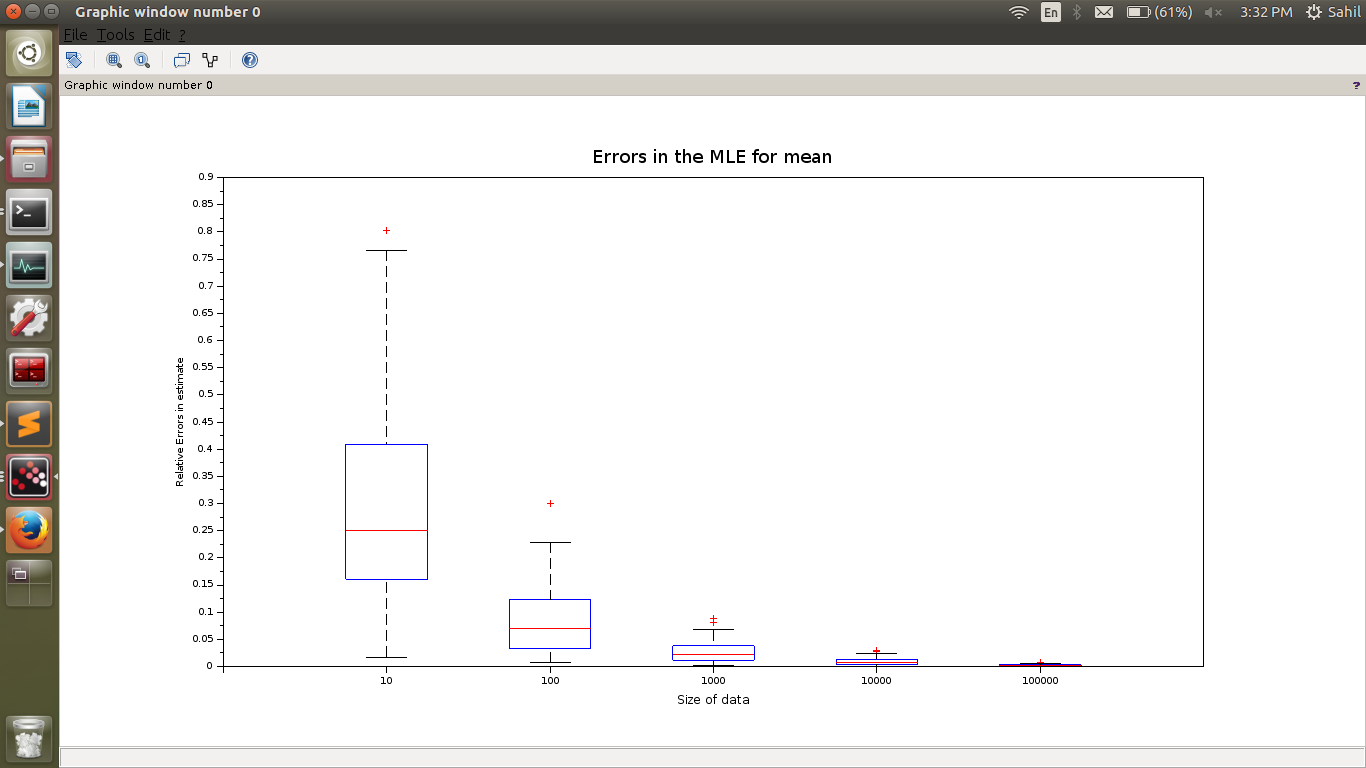 Graphic window number 0
En (61%) 3:32 PM Sahil
File Tools Edit ?
Graphic window number 0 ?
Errors in the MLE for mean
Relative Errors in estimate
0.9
0.85
0.8
0.75
0.7
0.65
0.6
0.55
0.5
0.45
0.4
0.35
0.3
0.25
0.2
0.15
0.1
0.05
0
10 100 1000 10000 100000
Size of data